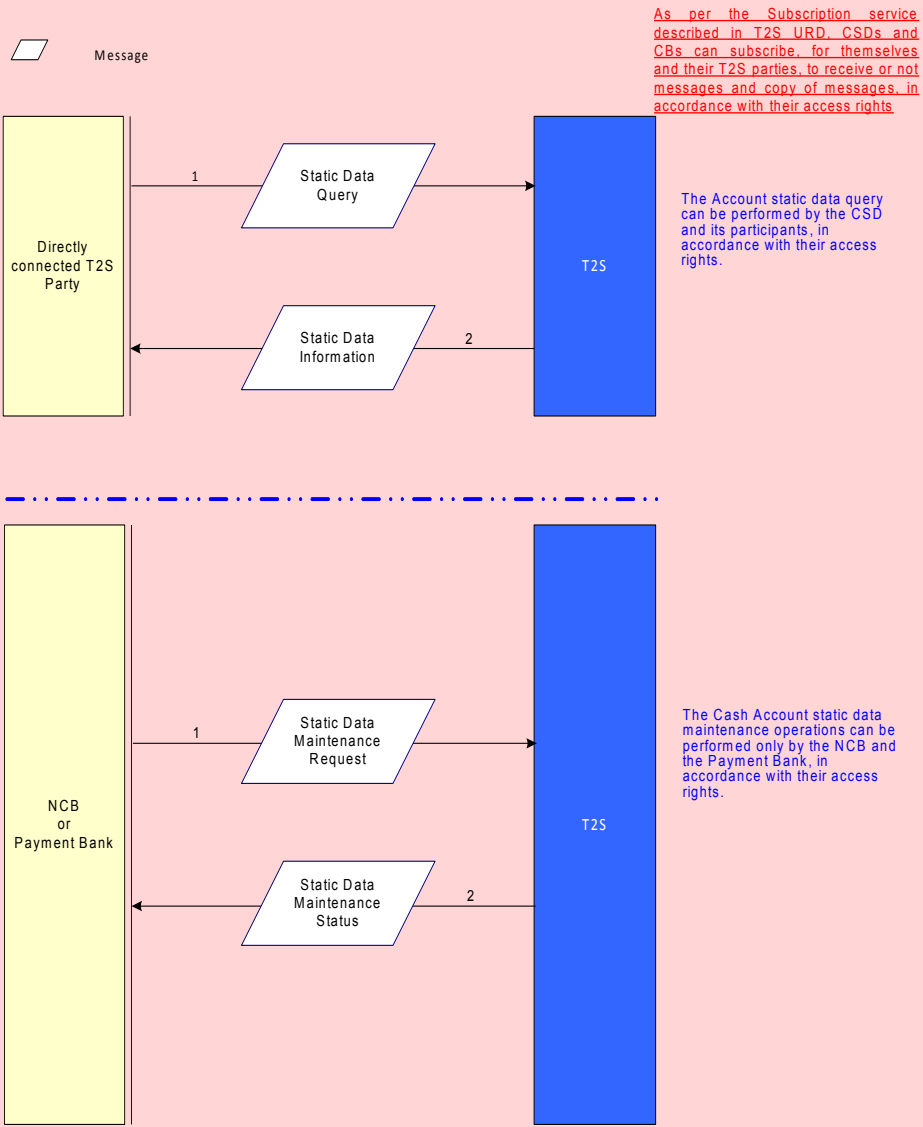 Message
As per the Subscription service
described in T2S URD, CSDs and
CBs can subscribe, for themselves
and their T2S parties, to receive or not
messages and copy of messages, in
accordance with their access rights
1
Static Data
Query
The Account static data query
can be performed by the CSD
and its participants, in
accordance with their access
rights.
Directly
connected T2S
Party
T2S
Static Data
Information
2
1
Static Data
Maintenance
Request
The Cash Account static data
maintenance operations can be
performed only by the NCB and
the Payment Bank, in
accordance with their access
rights.
NCB
or
Payment Bank
T2S
Static Data
Maintenance
Status
2